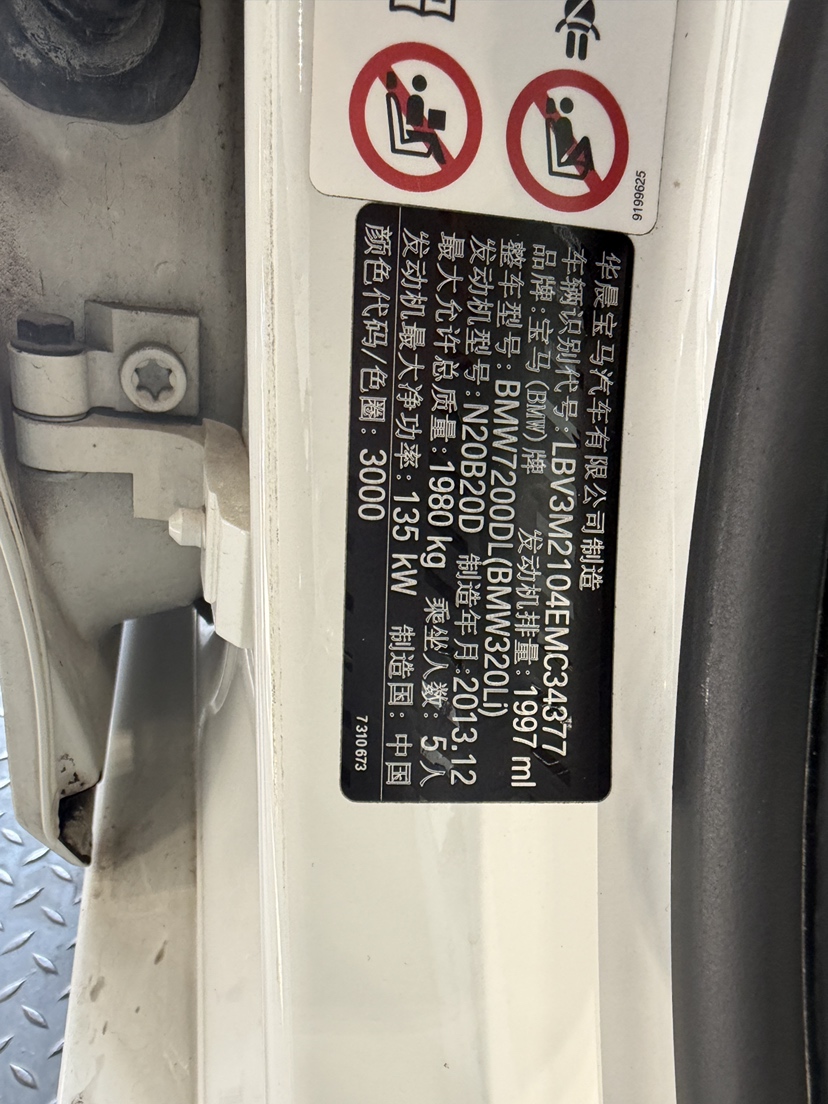 9199625
华晨宝马汽车有限公司制造
车辆识别代号:LBV3M2104EMC34377
品牌:宝马(BMW)牌 发动机排量:1997 ml
整车型号:BMW7200DL(BMW320Li)
发动机型号:N20B20D 制造年月:2013.12
最大允许总质量:1980 kg 乘坐人数:5人
发动机最大净功率:135 kW 制造国:中国
颜色代码/色圈:3000
7 310 673